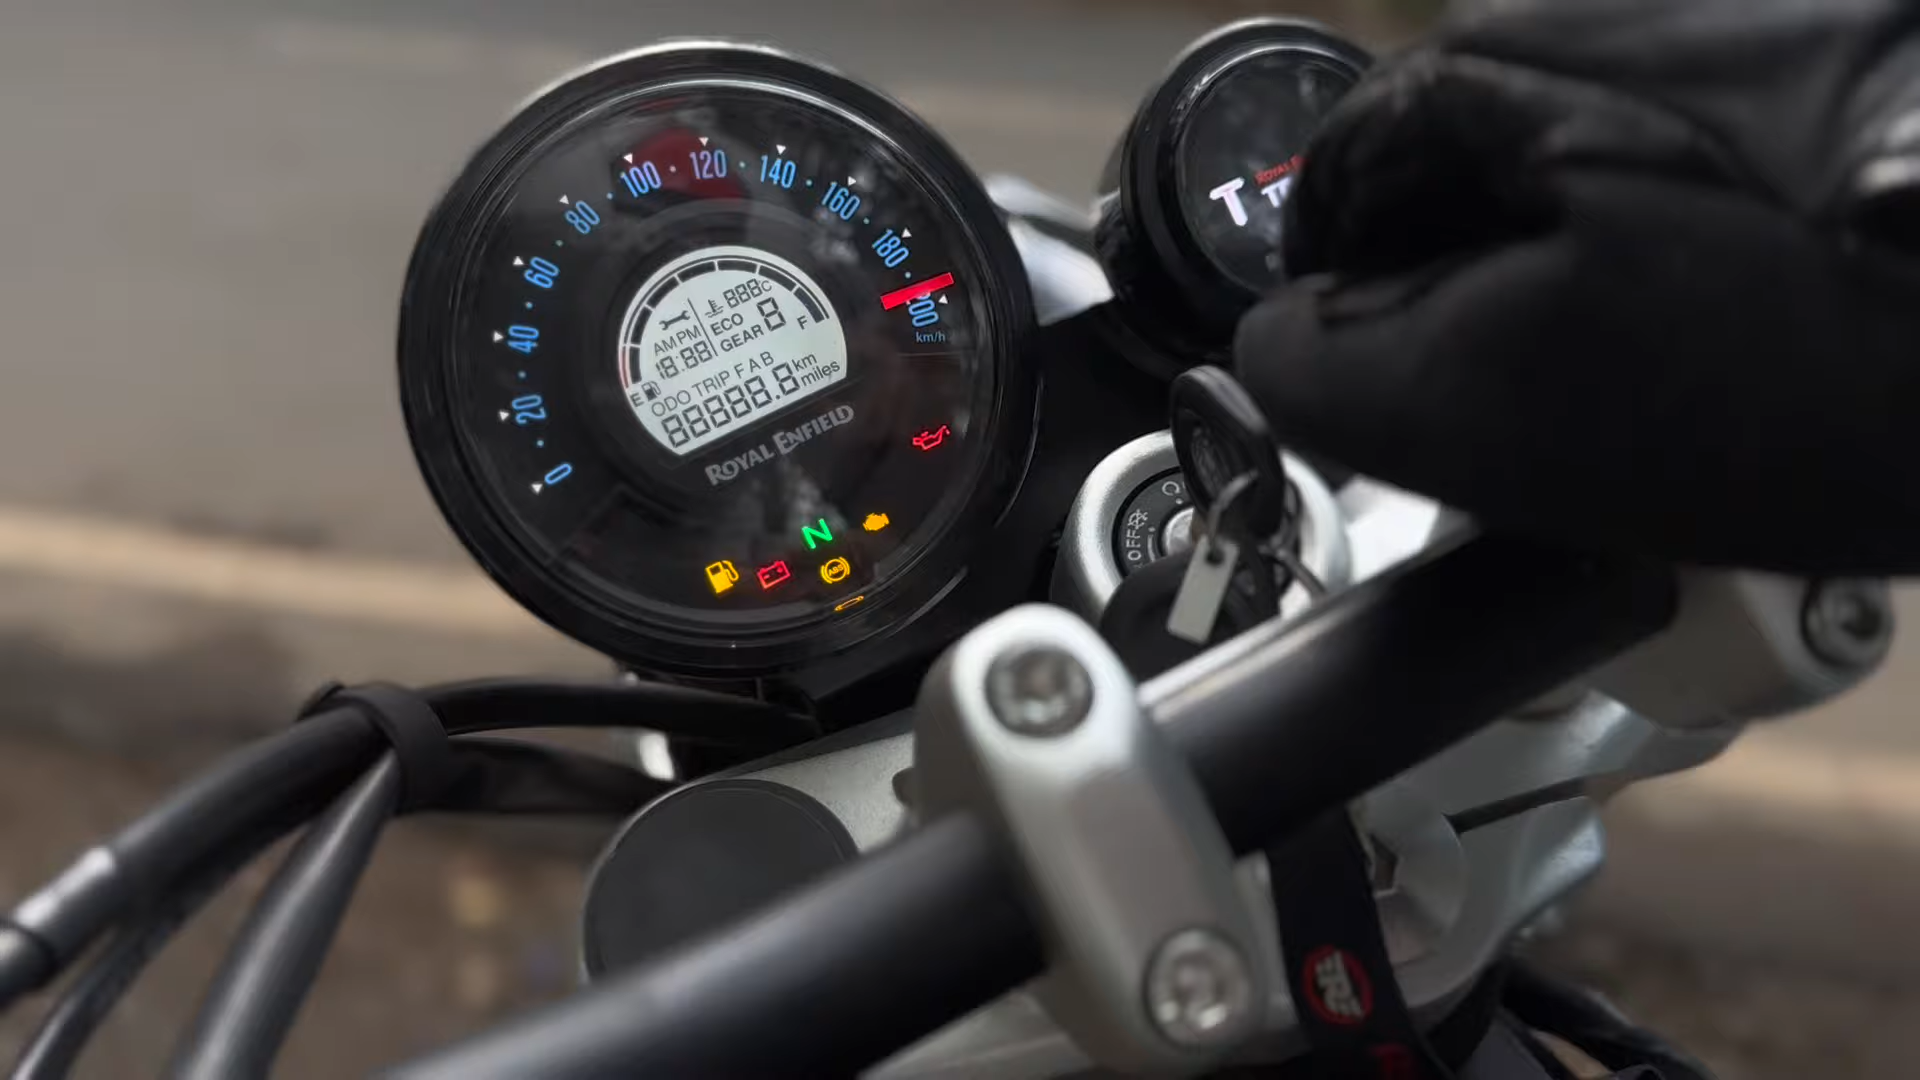 0
20
40
60
80
100
120
140
160
180
200
km/h
888°C
ECO
AM PM
GEAR 8
18:88
E
F
ODO TRIP F A B
88888.8 km
miles
ROYAL ENFIELD
N
ABS
OFF